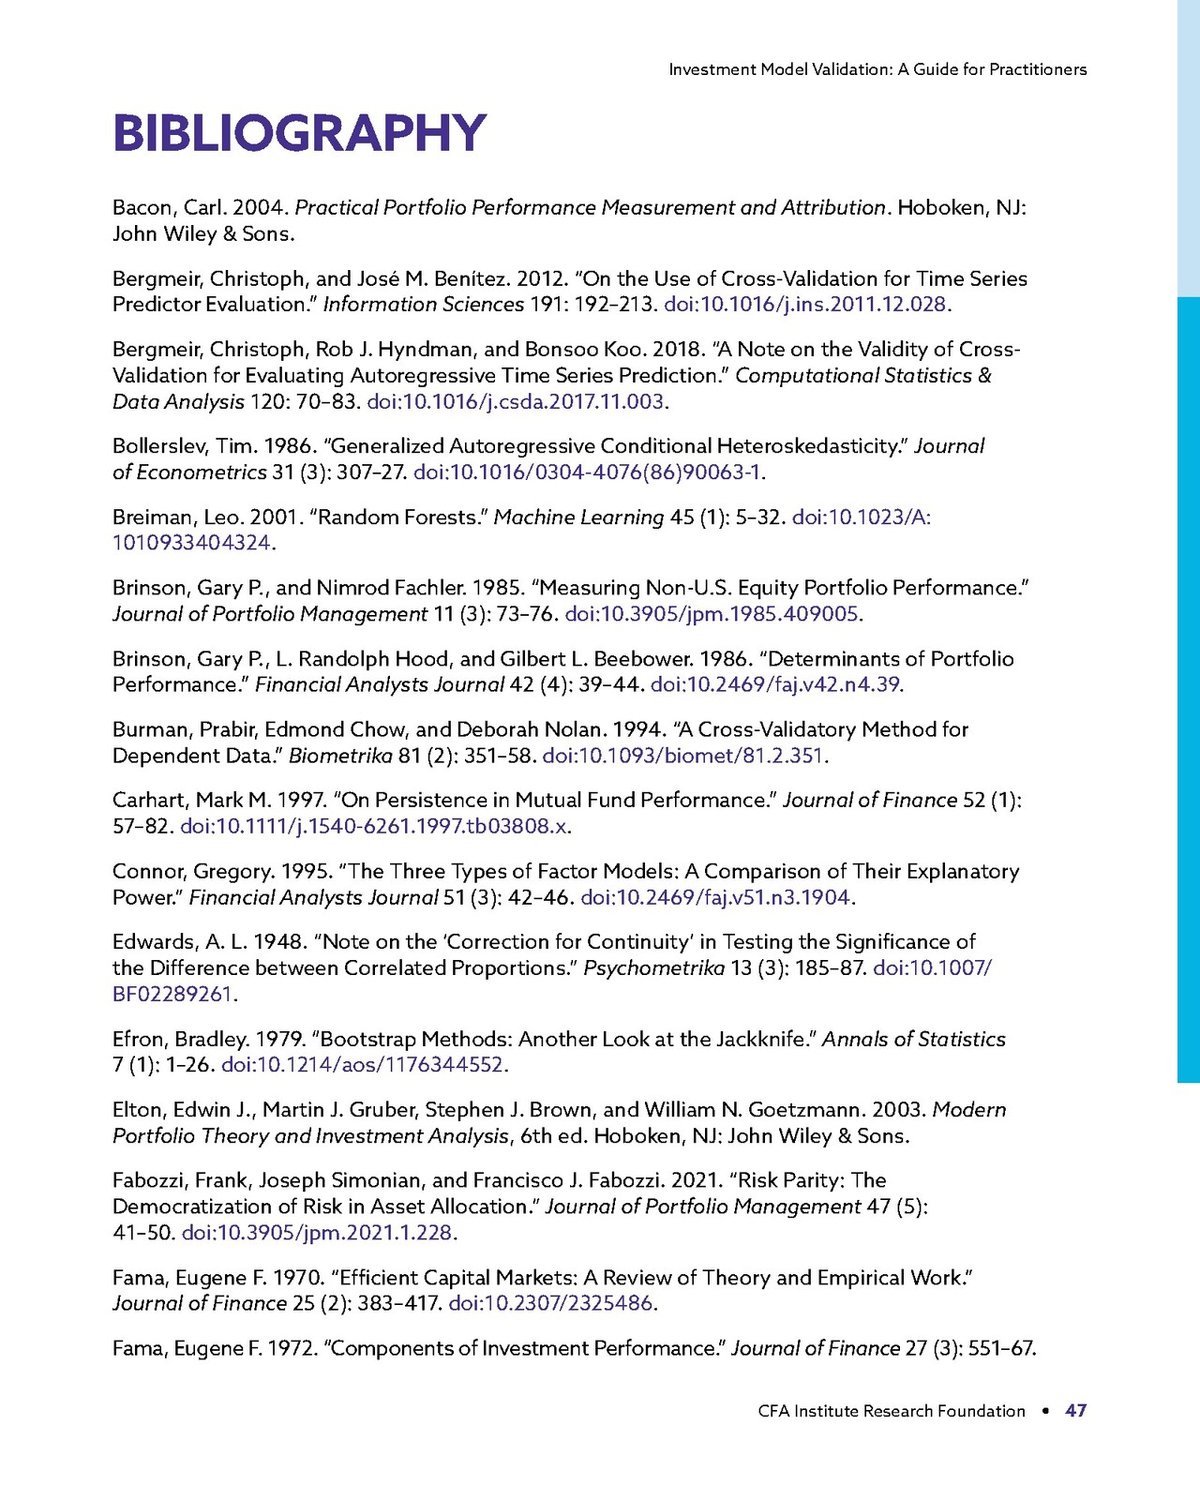 Investment Model Validation: A Guide for Practitioners
BIBLIOGRAPHY
Bacon, Carl. 2004. Practical Portfolio Performance Measurement and Attribution. Hoboken, NJ:
John Wiley & Sons.
Bergmeir, Christoph, and José M. Benítez. 2012. “On the Use of Cross-Validation for Time Series
Predictor Evaluation.” Information Sciences 191: 192–213. doi:10.1016/j.ins.2011.12.028.
Bergmeir, Christoph, Rob J. Hyndman, and Bonsoo Koo. 2018. “A Note on the Validity of Cross-
Validation for Evaluating Autoregressive Time Series Prediction.” Computational Statistics &
Data Analysis 120: 70–83. doi:10.1016/j.csda.2017.11.003.
Bollerslev, Tim. 1986. “Generalized Autoregressive Conditional Heteroskedasticity.” Journal
of Econometrics 31 (3): 307–27. doi:10.1016/0304-4076(86)90063-1.
Breiman, Leo. 2001. “Random Forests.” Machine Learning 45 (1): 5–32. doi:10.1023/A:
1010933404324.
Brinson, Gary P., and Nimrod Fachler. 1985. “Measuring Non-U.S. Equity Portfolio Performance.”
Journal of Portfolio Management 11 (3): 73–76. doi:10.3905/jpm.1985.409005.
Brinson, Gary P., L. Randolph Hood, and Gilbert L. Beebower. 1986. “Determinants of Portfolio
Performance.” Financial Analysts Journal 42 (4): 39–44. doi:10.2469/faj.v42.n4.39.
Burman, Prabir, Edmond Chow, and Deborah Nolan. 1994. “A Cross-Validatory Method for
Dependent Data.” Biometrika 81 (2): 351–58. doi:10.1093/biomet/81.2.351.
Carhart, Mark M. 1997. “On Persistence in Mutual Fund Performance.” Journal of Finance 52 (1):
57–82. doi:10.1111/j.1540-6261.1997.tb03808.x.
Connor, Gregory. 1995. “The Three Types of Factor Models: A Comparison of Their Explanatory
Power.” Financial Analysts Journal 51 (3): 42–46. doi:10.2469/faj.v51.n3.1904.
Edwards, A. L. 1948. “Note on the ‘Correction for Continuity’ in Testing the Significance of
the Difference between Correlated Proportions.” Psychometrika 13 (3): 185–87. doi:10.1007/
BF02289261.
Efron, Bradley. 1979. “Bootstrap Methods: Another Look at the Jackknife.” Annals of Statistics
7 (1): 1–26. doi:10.1214/aos/1176344552.
Elton, Edwin J., Martin J. Gruber, Stephen J. Brown, and William N. Goetzmann. 2003. Modern
Portfolio Theory and Investment Analysis, 6th ed. Hoboken, NJ: John Wiley & Sons.
Fabozzi, Frank, Joseph Simonian, and Francisco J. Fabozzi. 2021. “Risk Parity: The
Democratization of Risk in Asset Allocation.” Journal of Portfolio Management 47 (5):
41–50. doi:10.3905/jpm.2021.1.228.
Fama, Eugene F. 1970. “Efficient Capital Markets: A Review of Theory and Empirical Work.”
Journal of Finance 25 (2): 383–417. doi:10.2307/2325486.
Fama, Eugene F. 1972. “Components of Investment Performance.” Journal of Finance 27 (3): 551–67.
CFA Institute Research Foundation • 47